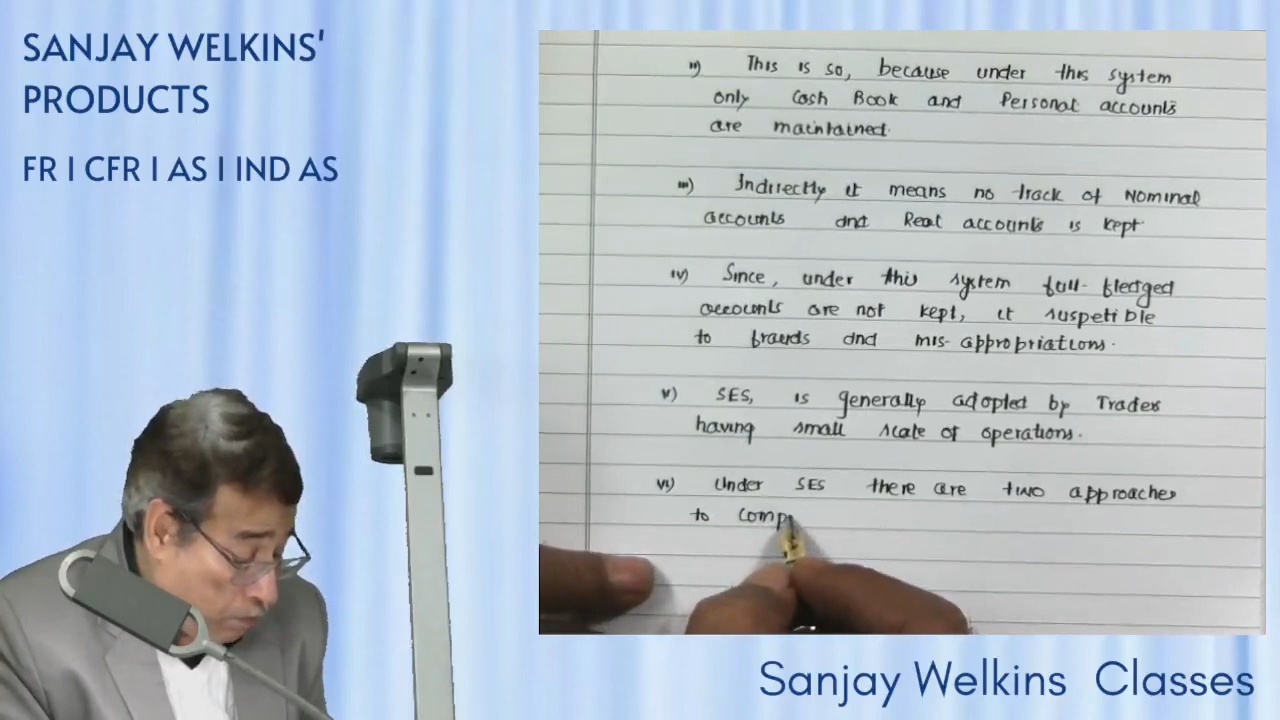 SANJAY WELKINS'
PRODUCTS
FR I CFR I AS I IND AS
ii) This is so, because under this system
only Cash Book and Personal accounts
are maintained.
iii) Indirectly it means no track of Nominal
accounts and Real accounts is kept
iv) Since, under this system full-fledged
accounts are not kept, it suspetible
to frauds and mis-appropriations.
v) SES, is generally adopted by Trades
having small scale of operations.
vi) Under SES there are two approaches
to comp
Sanjay Welkins Classes